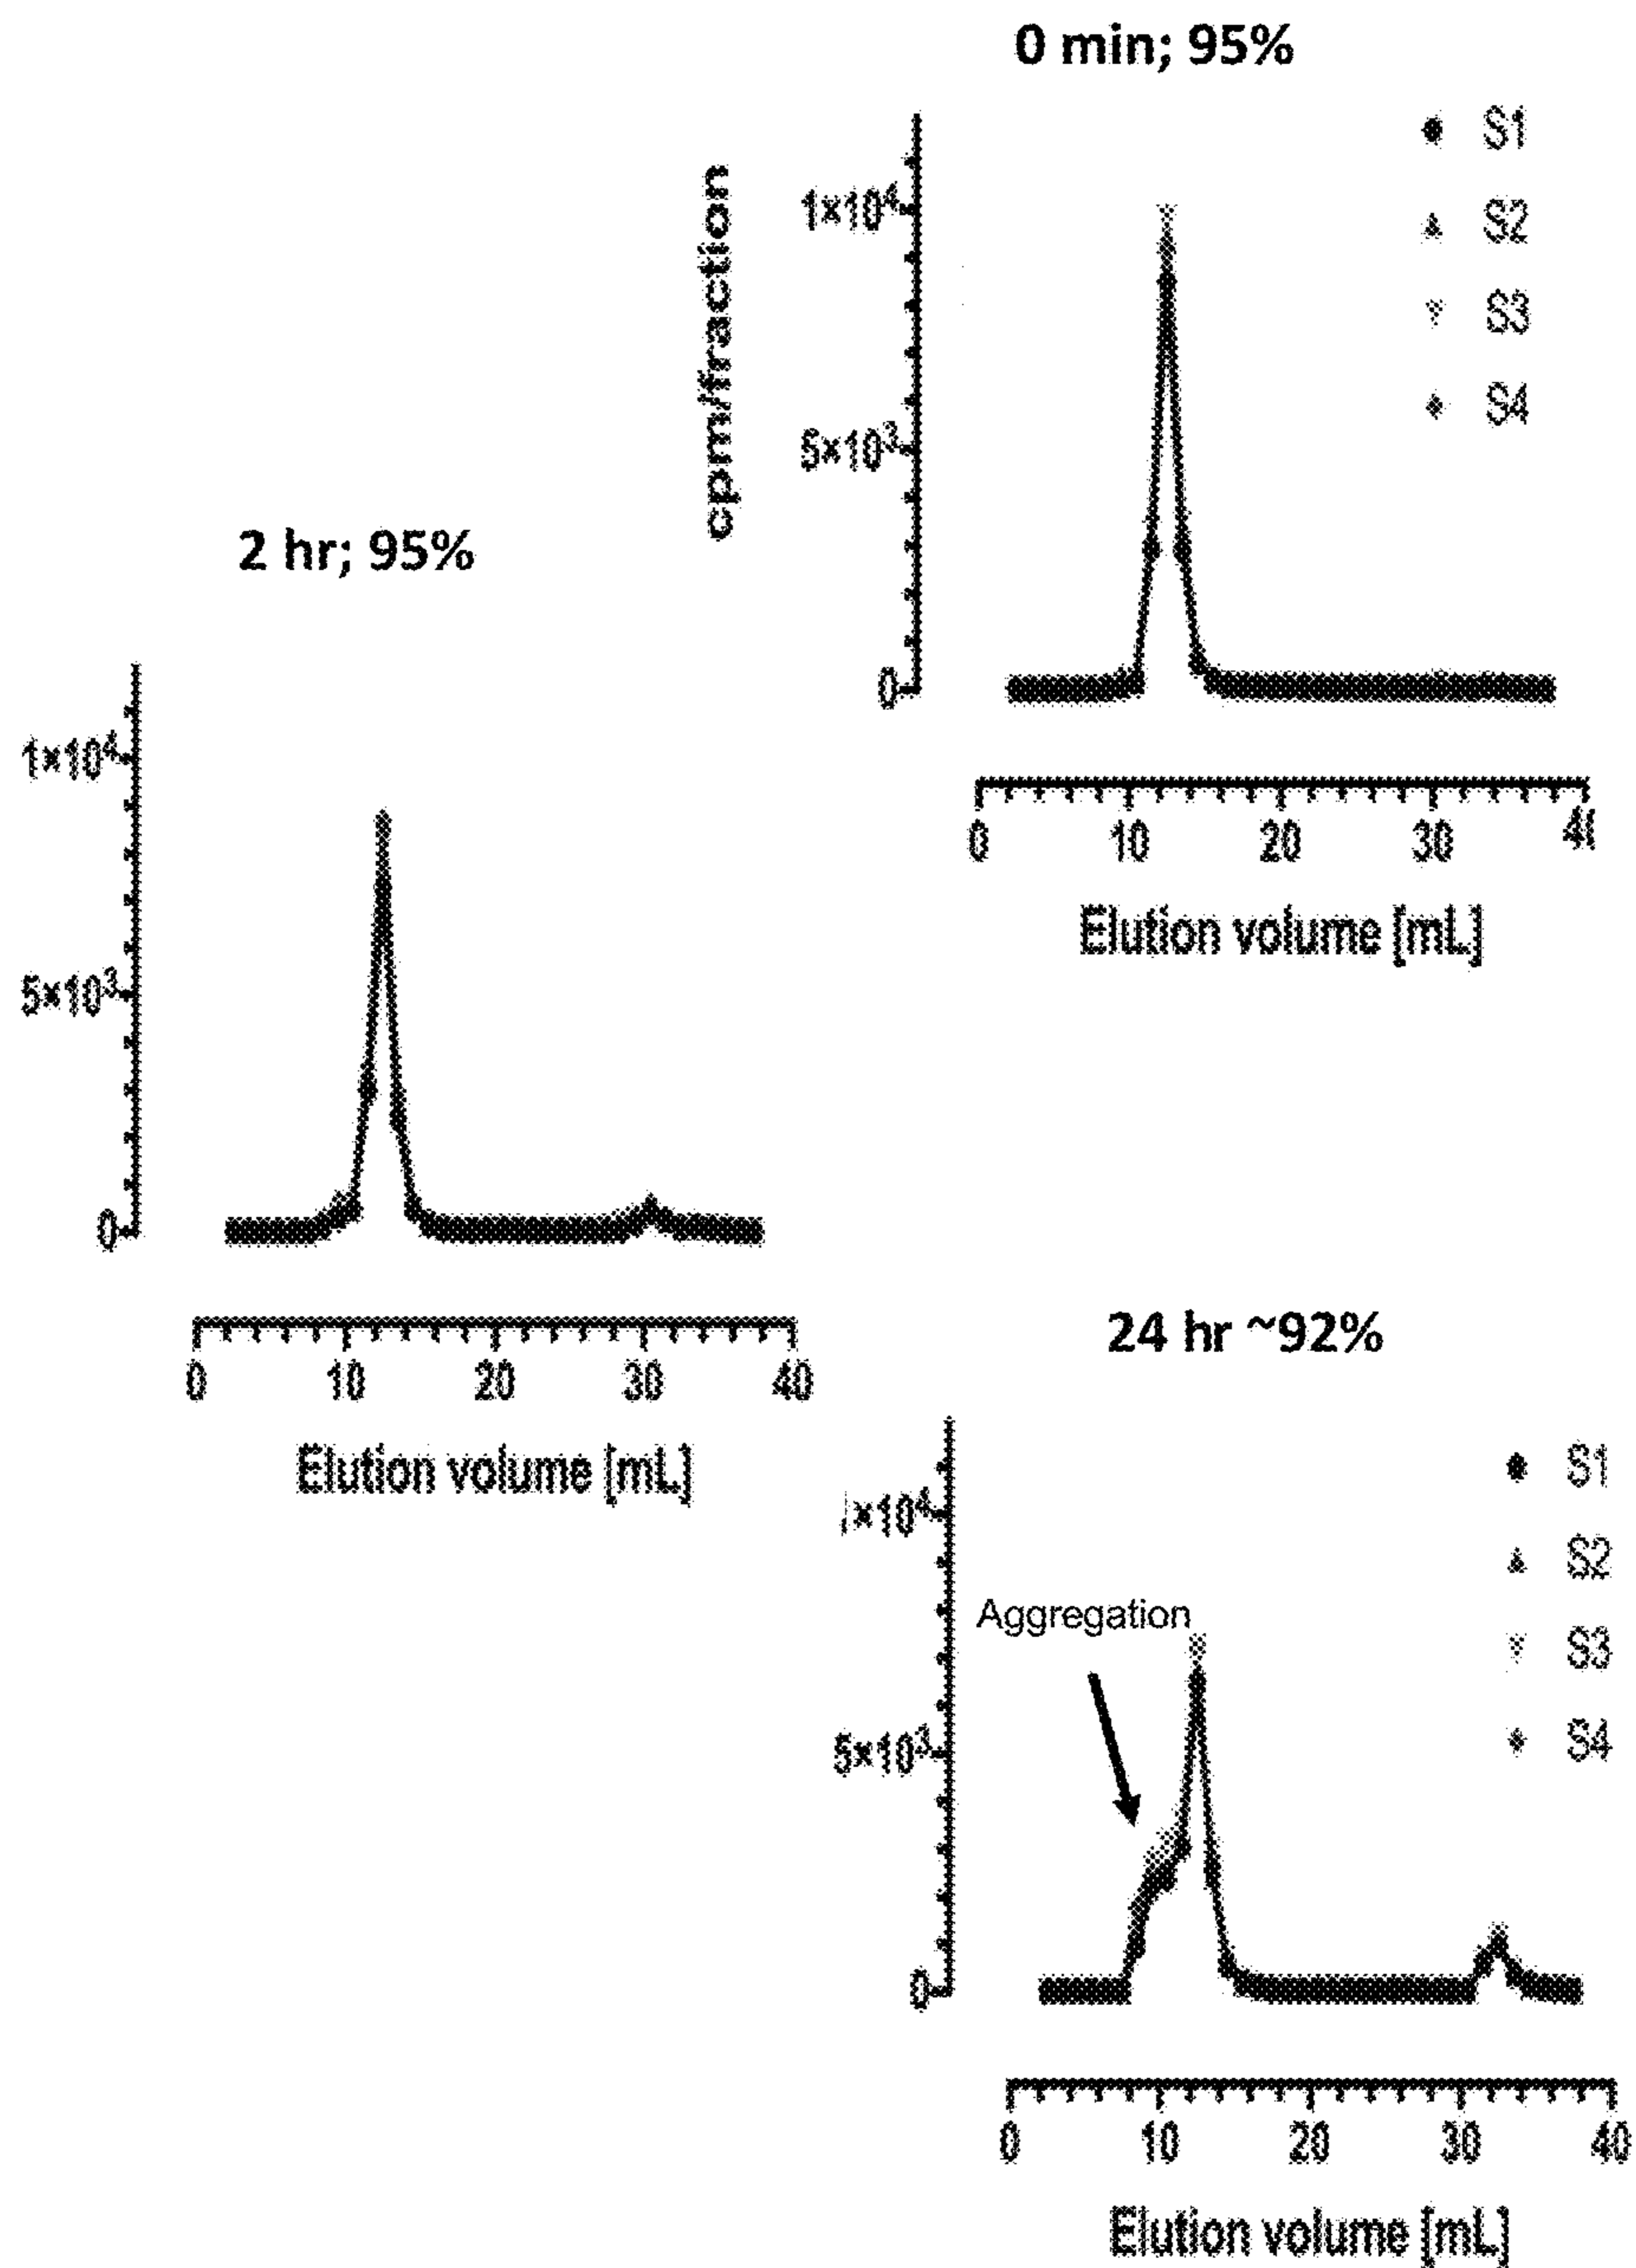 0 min; 95%
S1
S2
S3
S4
cpm/fraction
1×10⁴
5×10³
0
0 10 20 30
Elution volume [mL]
2 hr; 95%
1×10⁴
5×10³
0
0 10 20 30 40
Elution volume [mL]
24 hr ~92%
S1
S2
S3
S4
×10⁴
5×10³
0
Aggregation
0 10 20 30 40
Elution volume [mL]